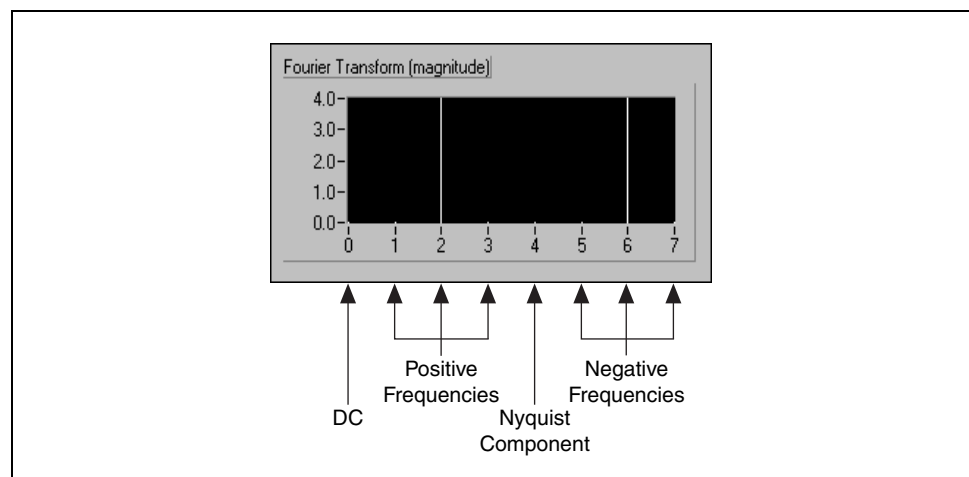 Fourier Transform (magnitude)
4.0
3.0
2.0
1.0
0.0
0 1 2 3 4 5 6 7
Positive
Frequencies
Negative
Frequencies
DC
Nyquist
Component